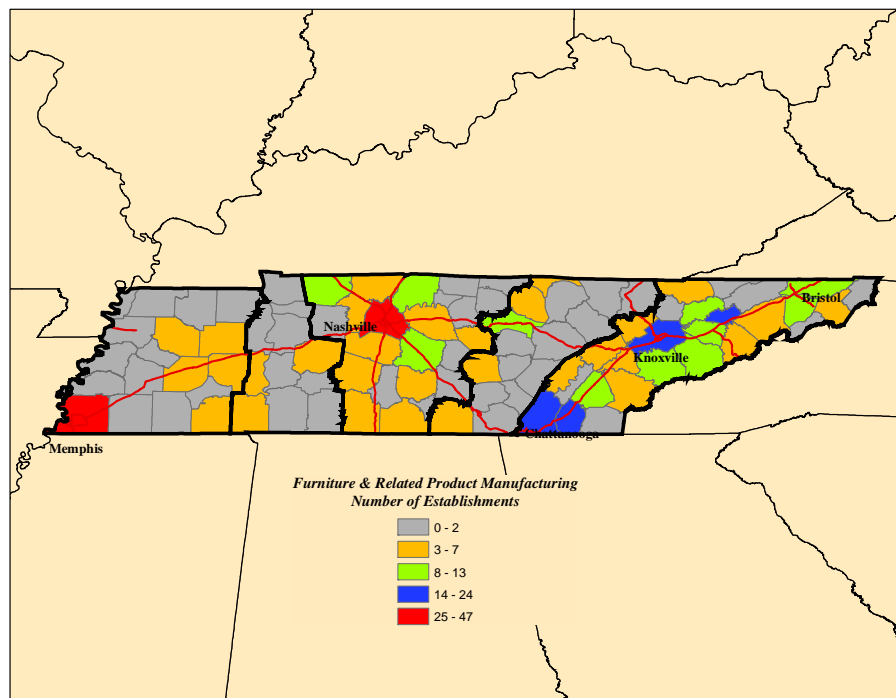 Bristol
Nashville
Knoxville
Chattanooga
Memphis
Furniture & Related Product Manufacturing
Number of Establishments
0 - 2
3 - 7
8 - 13
14 - 24
25 - 47